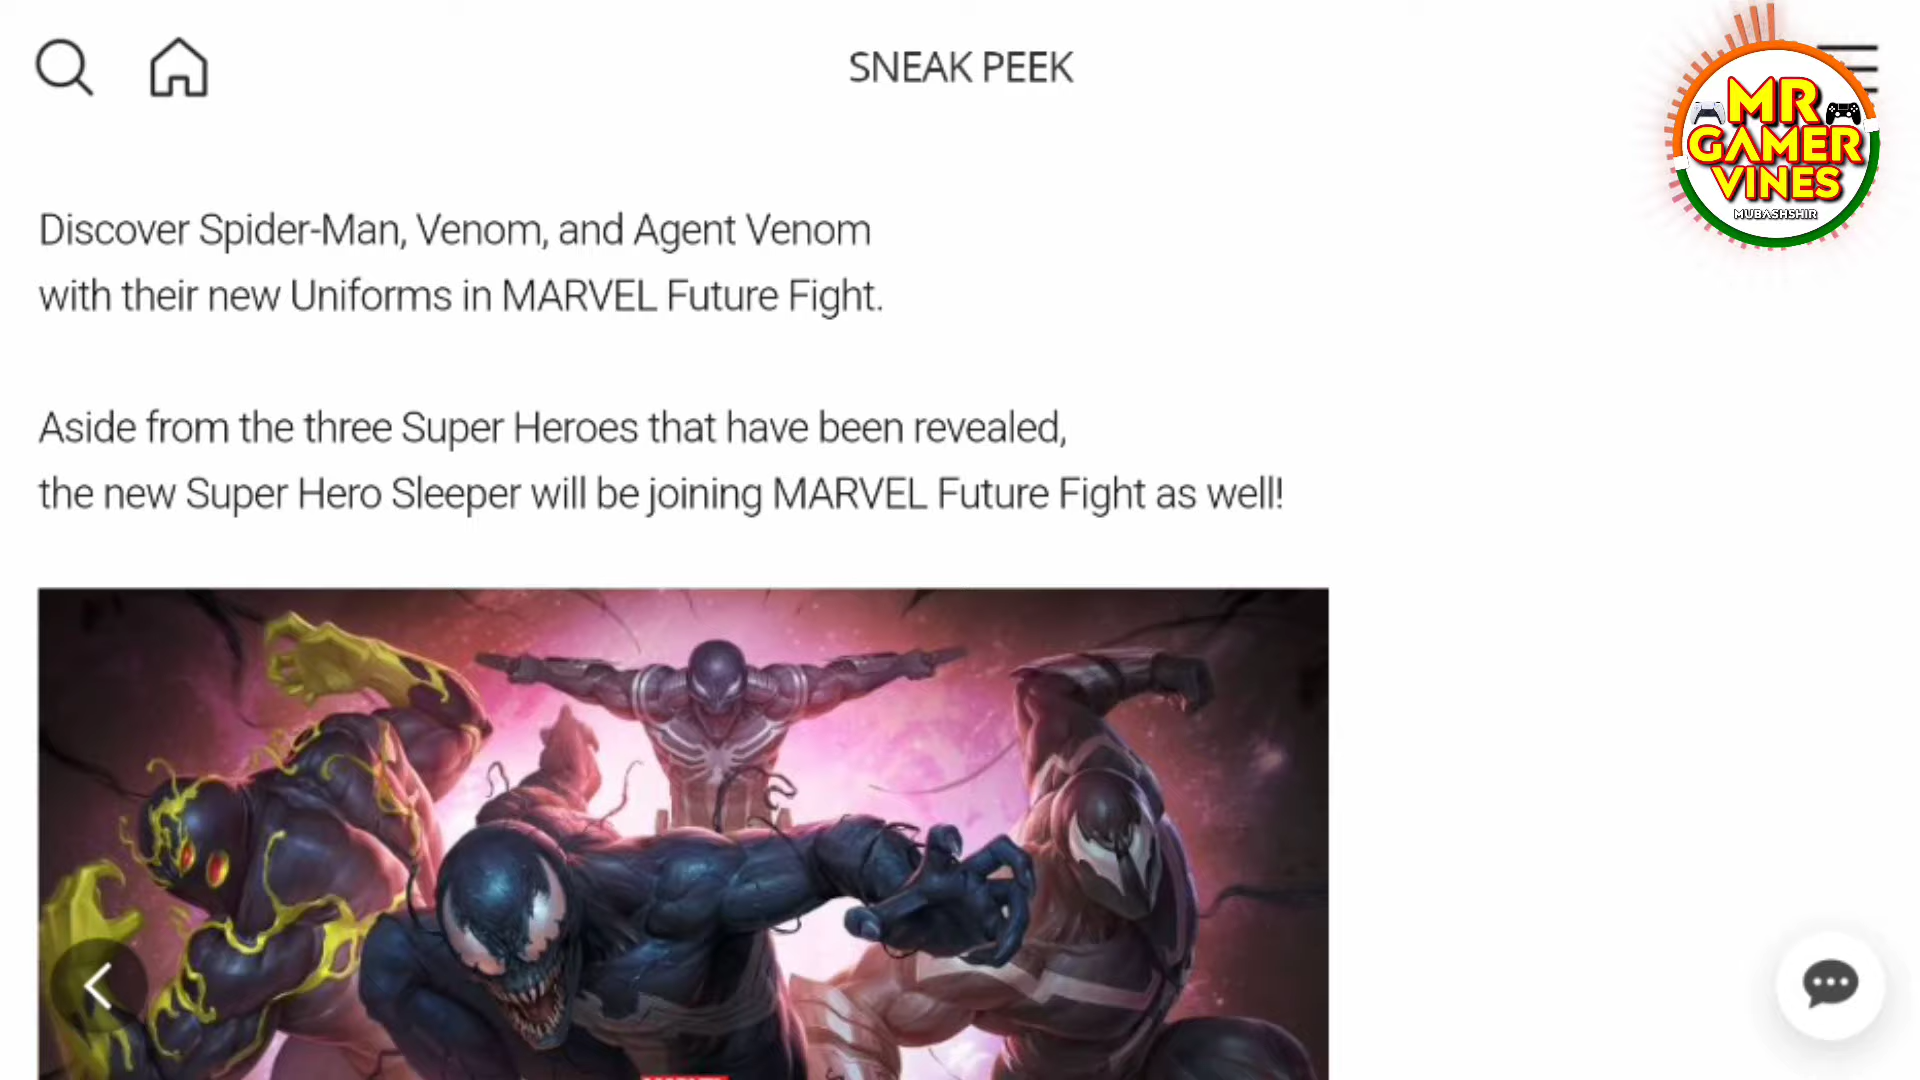 SNEAK PEEK
MR
GAMER
VINES
MUBASHSHIR
Discover Spider-Man, Venom, and Agent Venom
with their new Uniforms in MARVEL Future Fight.
Aside from the three Super Heroes that have been revealed,
the new Super Hero Sleeper will be joining MARVEL Future Fight as well!